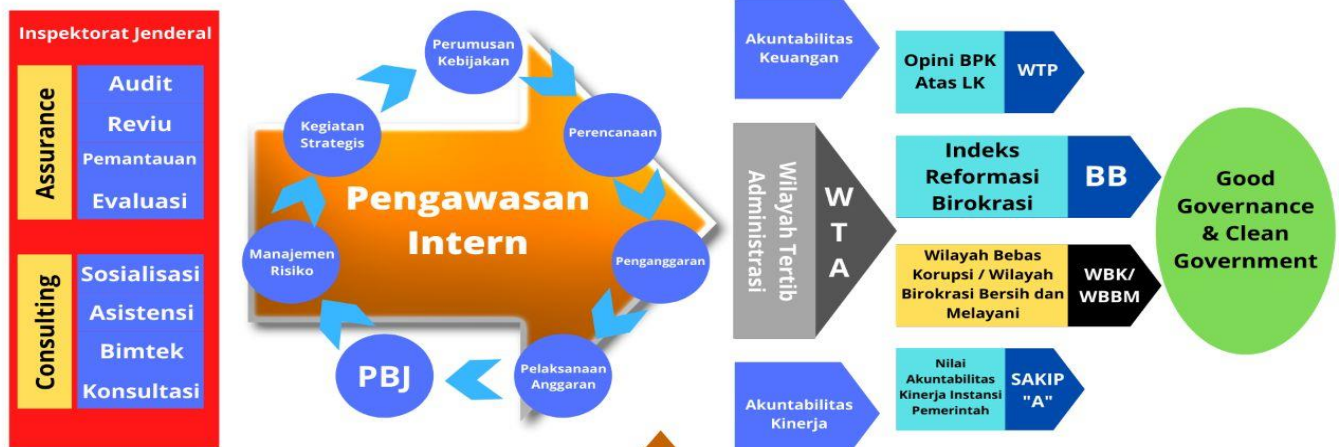 Inspektorat Jenderal
Assurance
Audit
Reviu
Pemantauan
Evaluasi
Consulting
Sosialisasi
Asistensi
Bimtek
Konsultasi
Pengawasan
Intern
Perumusan
Kebijakan
Perencanaan
Penganggaran
Pelaksanaan
Anggaran
PBJ
Manajemen
Risiko
Kegiatan
Strategis
Akuntabilitas
Keuangan
Wilayah Tertib
Administrasi
W
T
A
Akuntabilitas
Kinerja
Opini BPK
Atas LK
WTP
Indeks
Reformasi
Birokrasi
BB
Wilayah Bebas
Korupsi / Wilayah
Birokrasi Bersih dan
Melayani
WBK/
WBBM
Nilai
Akuntabilitas
Kinerja Instansi
Pemerintah
SAKIP
"A"
Good
Governance
& Clean
Government